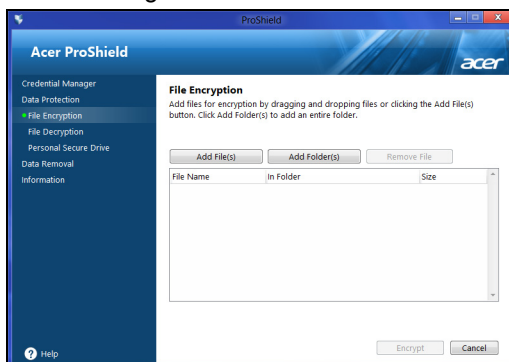 ProShield
Acer ProShield
acer
Credential Manager
Data Protection
File Encryption
File Decryption
Personal Secure Drive
Data Removal
Information
File Encryption
Add files for encryption by dragging and dropping files or clicking the Add File(s)
button. Click Add Folder(s) to add an entire folder.
Add File(s) Add Folder(s) Remove File
File Name In Folder Size
Encrypt Cancel
? Help